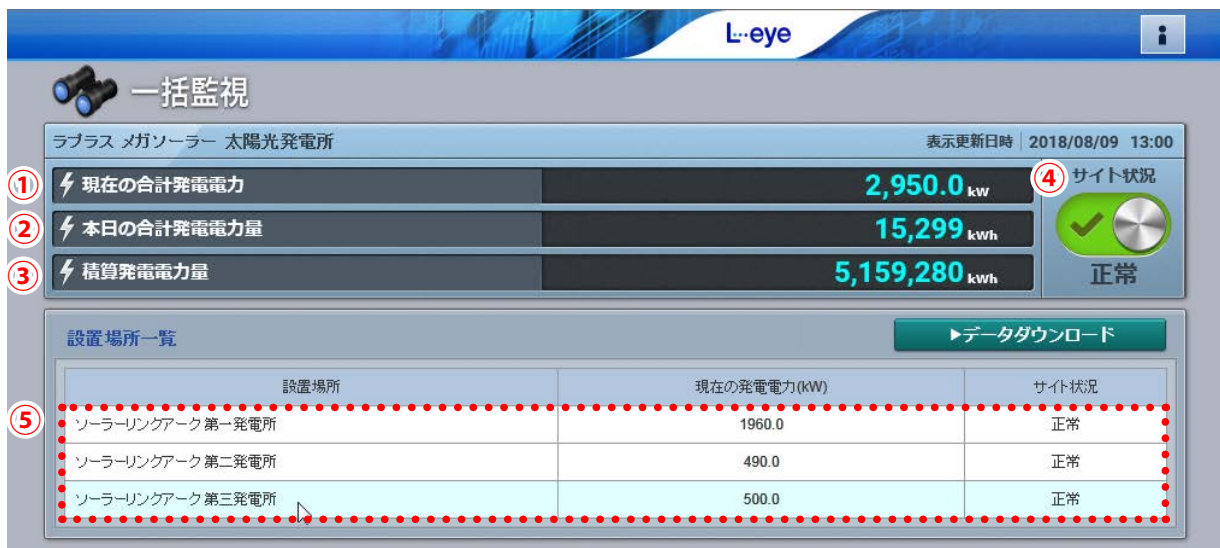 L-eye
一括監視
ラプラス メガソーラー 太陽光発電所 表示更新日時 2018/08/09 13:00
① 現在の合計発電電力 2,950.0 kW
④ サイト状況
② 本日の合計発電電力量 15,299 kWh
③ 積算発電電力量 5,159,280 kWh
正常
設置場所一覧 ▶データダウンロード
設置場所 現在の発電電力(kW) サイト状況
⑤
ソーラーリンクアーク第一発電所 1960.0 正常
ソーラーリンクアーク第二発電所 490.0 正常
ソーラーリンクアーク第三発電所 500.0 正常